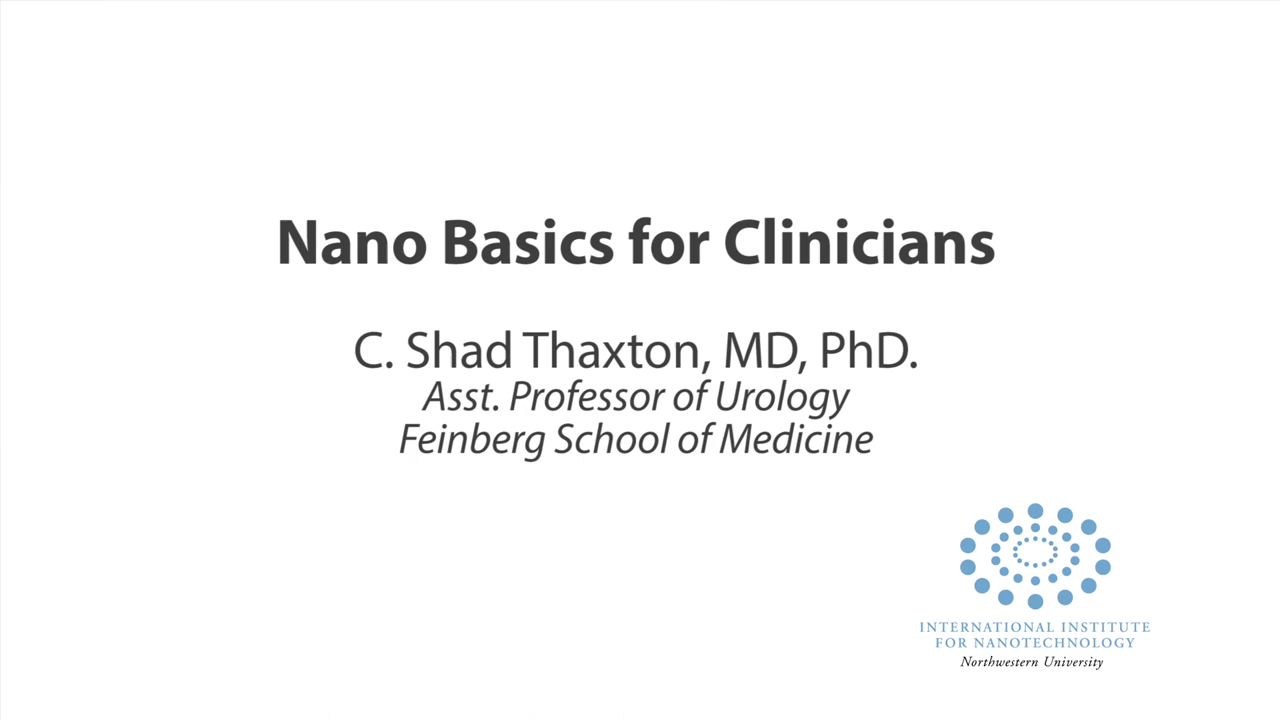 Nano Basics for Clinicians
C. Shad Thaxton, MD, PhD.
Asst. Professor of Urology
Feinberg School of Medicine
INTERNATIONAL INSTITUTE
FOR NANOTECHNOLOGY
Northwestern University